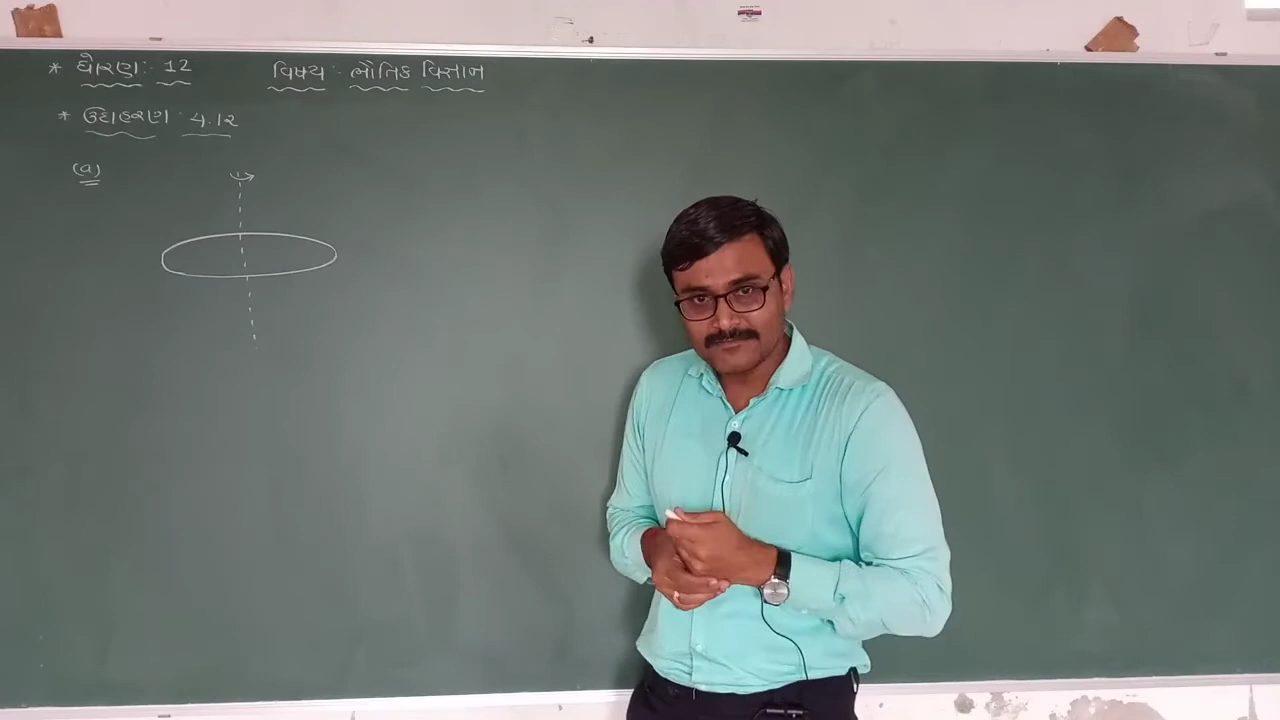 * ધોરણ: 12 વિષય: ભૌતિક વિજ્ઞાન
* ઉદાહરણ 4.12
(a)